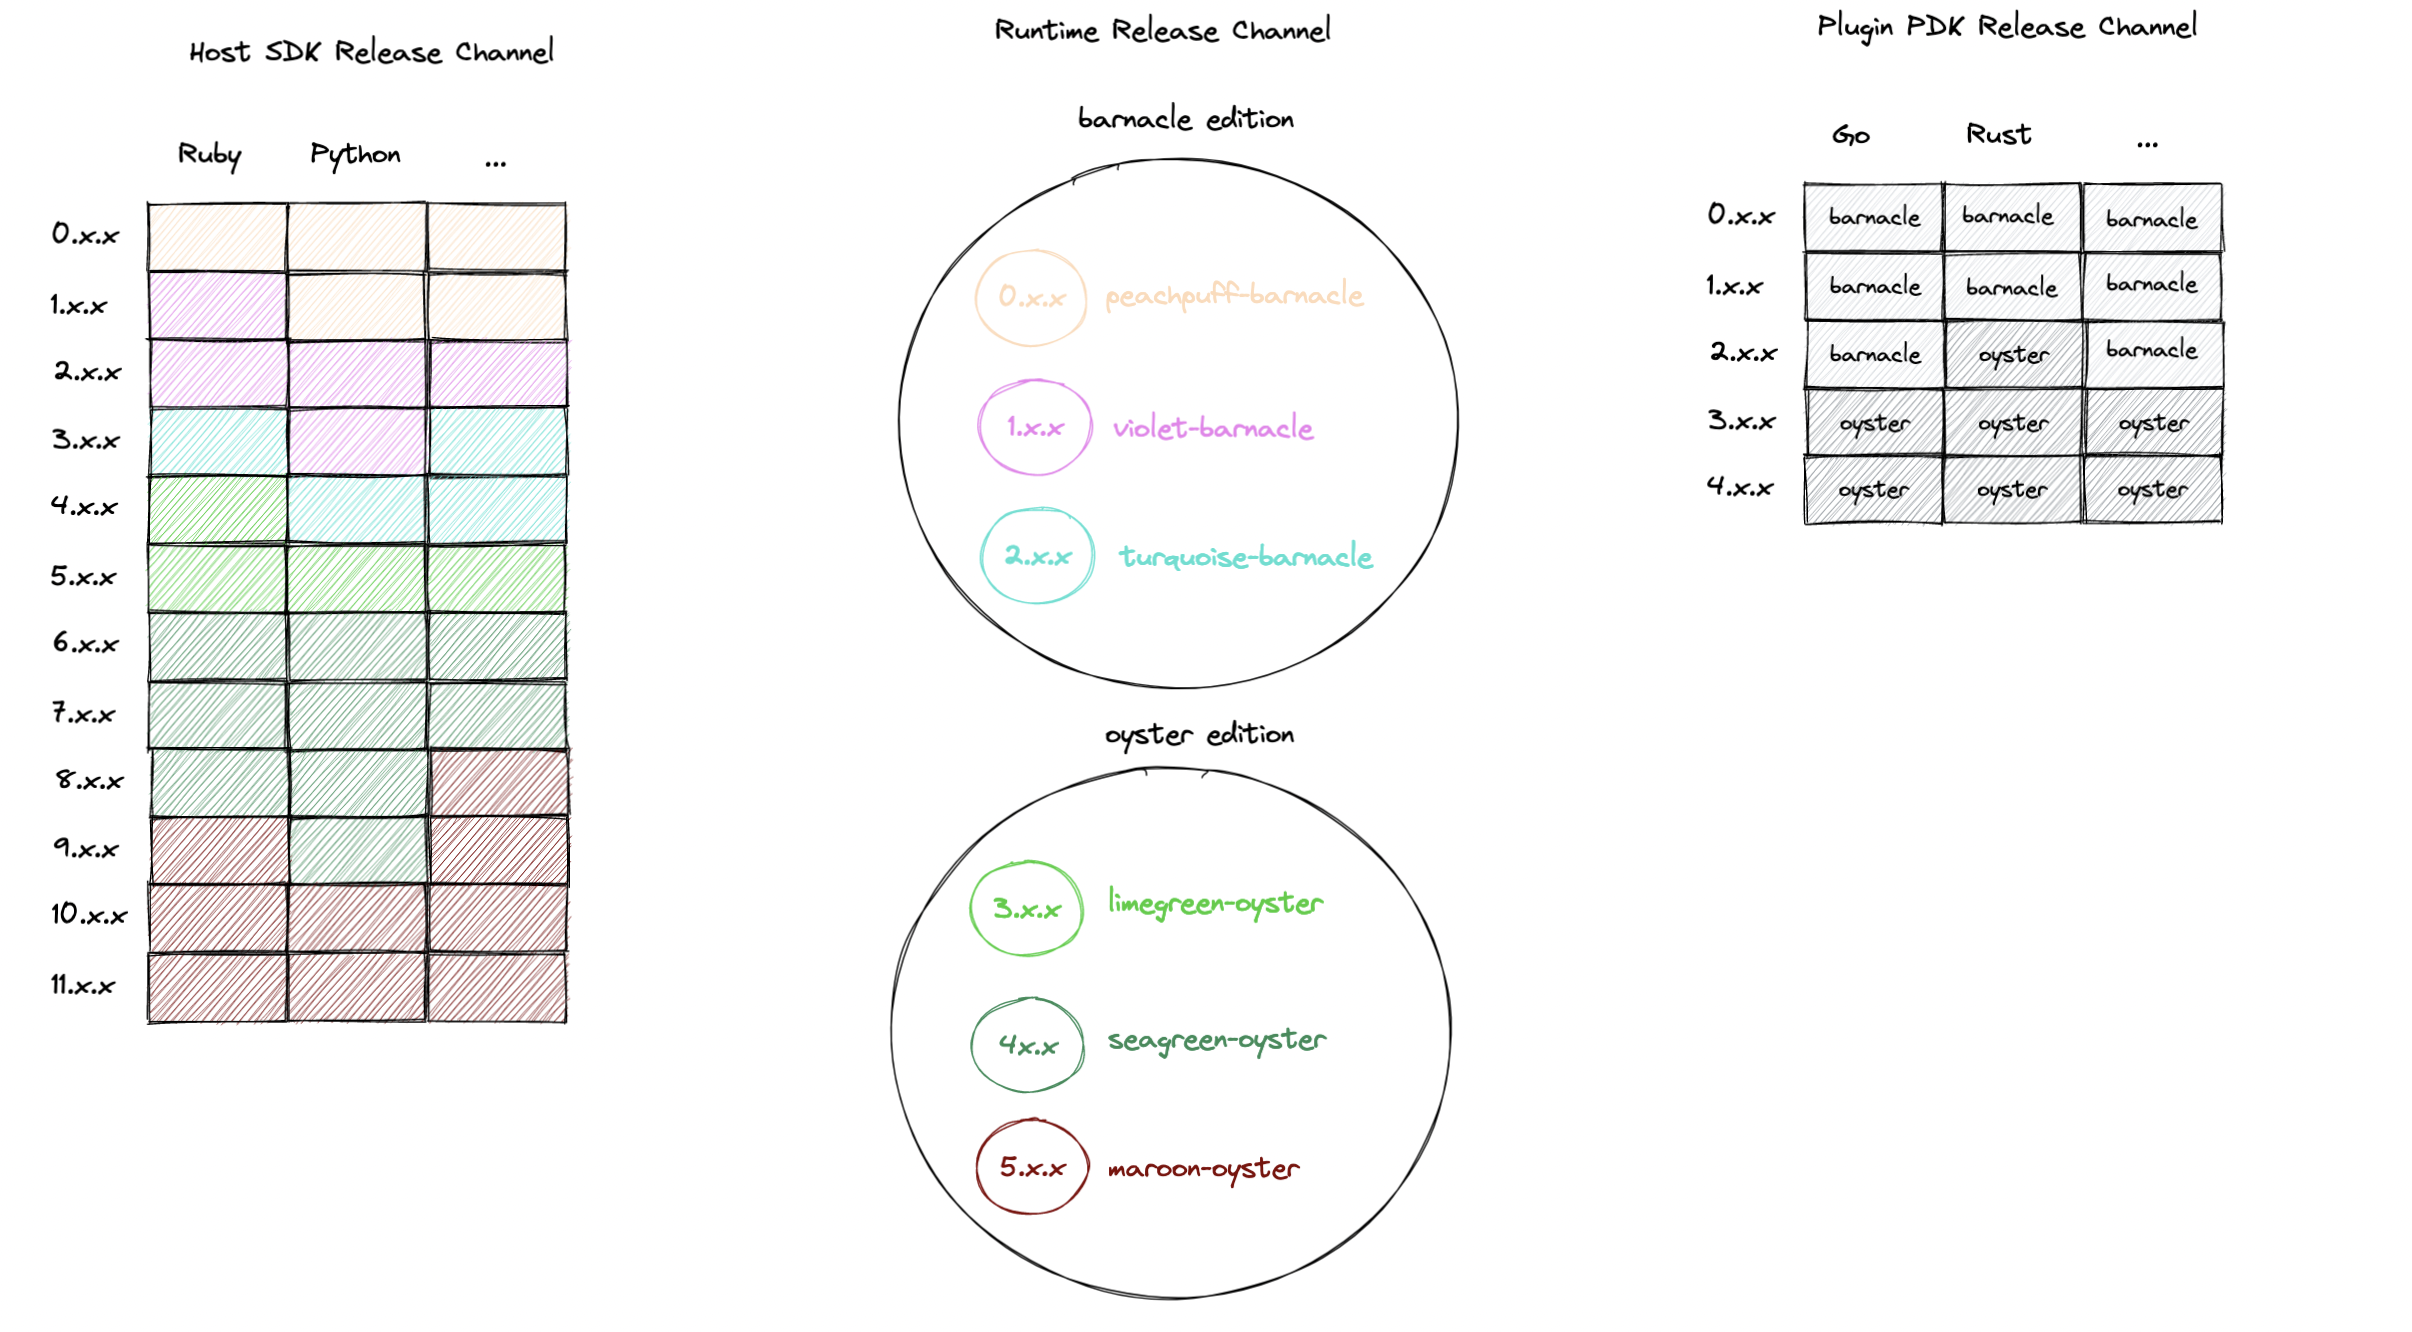 Host SDK Release Channel
Ruby Python ...
0.x.x
1.x.x
2.x.x
3.x.x
4.x.x
5.x.x
6.x.x
7.x.x
8.x.x
9.x.x
10.x.x
11.x.x
Runtime Release Channel
barnacle edition
0.x.x peachpuff-barnacle
1.x.x violet-barnacle
2.x.x turquoise-barnacle
oyster edition
3.x.x limegreen-oyster
4x.x seagreen-oyster
5.x.x maroon-oyster
Plugin PDK Release Channel
Go Rust ...
0.x.x barnacle barnacle barnacle
1.x.x barnacle barnacle barnacle
2.x.x barnacle oyster barnacle
3.x.x oyster oyster oyster
4.x.x oyster oyster oyster